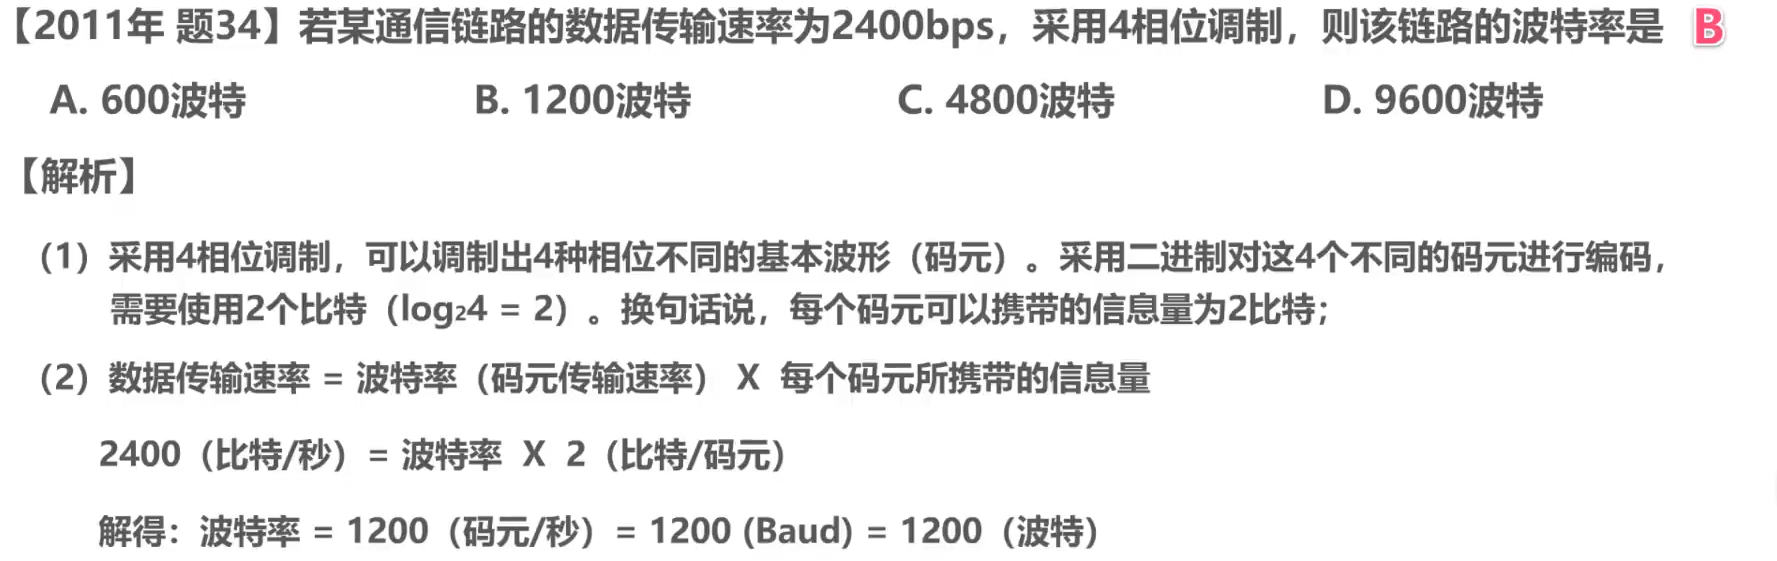 【2011年 题34】若某通信链路的数据传输速率为2400bps，采用4相位调制，则该链路的波特率是 B
A. 600波特 B. 1200波特 C. 4800波特 D. 9600波特
【解析】
（1）采用4相位调制，可以调制出4种相位不同的基本波形（码元）。采用二进制对这4个不同的码元进行编码，
需要使用2个比特（log₂4 = 2）。换句话说，每个码元可以携带的信息量为2比特；
（2）数据传输速率 = 波特率（码元传输速率） X 每个码元所携带的信息量
2400（比特/秒）= 波特率 X 2（比特/码元）
解得：波特率 = 1200（码元/秒）= 1200 (Baud) = 1200（波特）